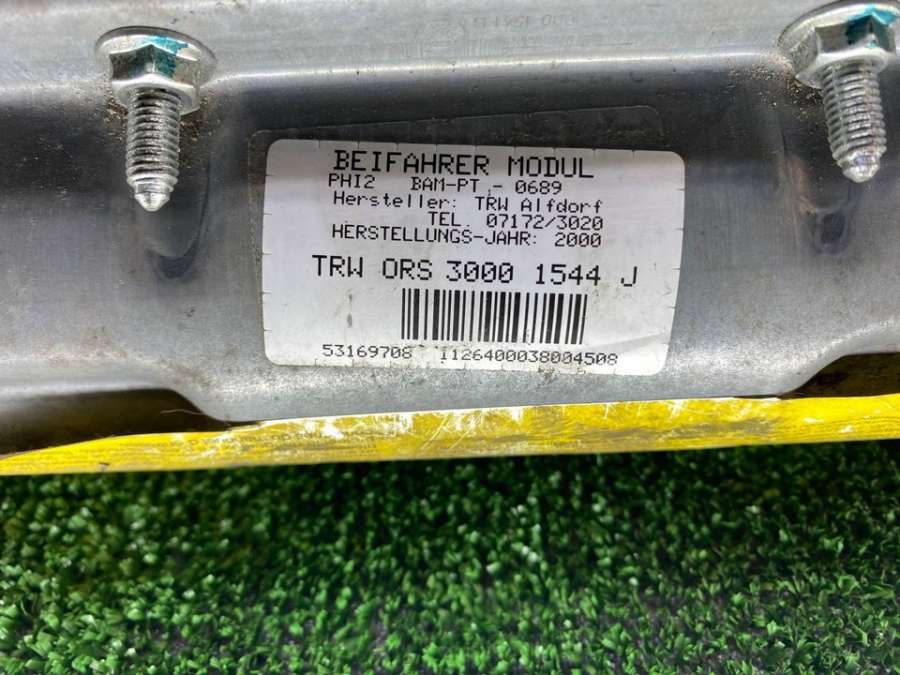 BEIFAHRER MODUL
PHI2 BAM-PT - 0689
Hersteller: TRW Alfdorf
TEL. 07172/3020
HERSTELLUNGS-JAHR: 2000
TRW ORS 3000 1544 J
53169708 1126400038004508